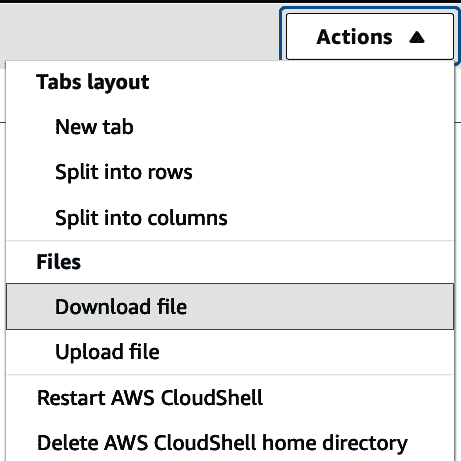 Actions
Tabs layout
New tab
Split into rows
Split into columns
Files
Download file
Upload file
Restart AWS CloudShell
Delete AWS CloudShell home directory